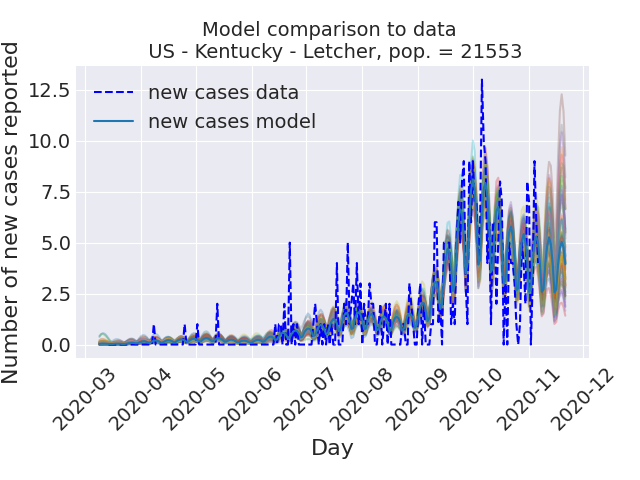 Model comparison to data
US - Kentucky - Letcher, pop. = 21553
Number of new cases reported
12.5
10.0
7.5
5.0
2.5
0.0
new cases data
new cases model
2020-03
2020-04
2020-05
2020-06
2020-07
2020-08
2020-09
2020-10
2020-11
2020-12
Day